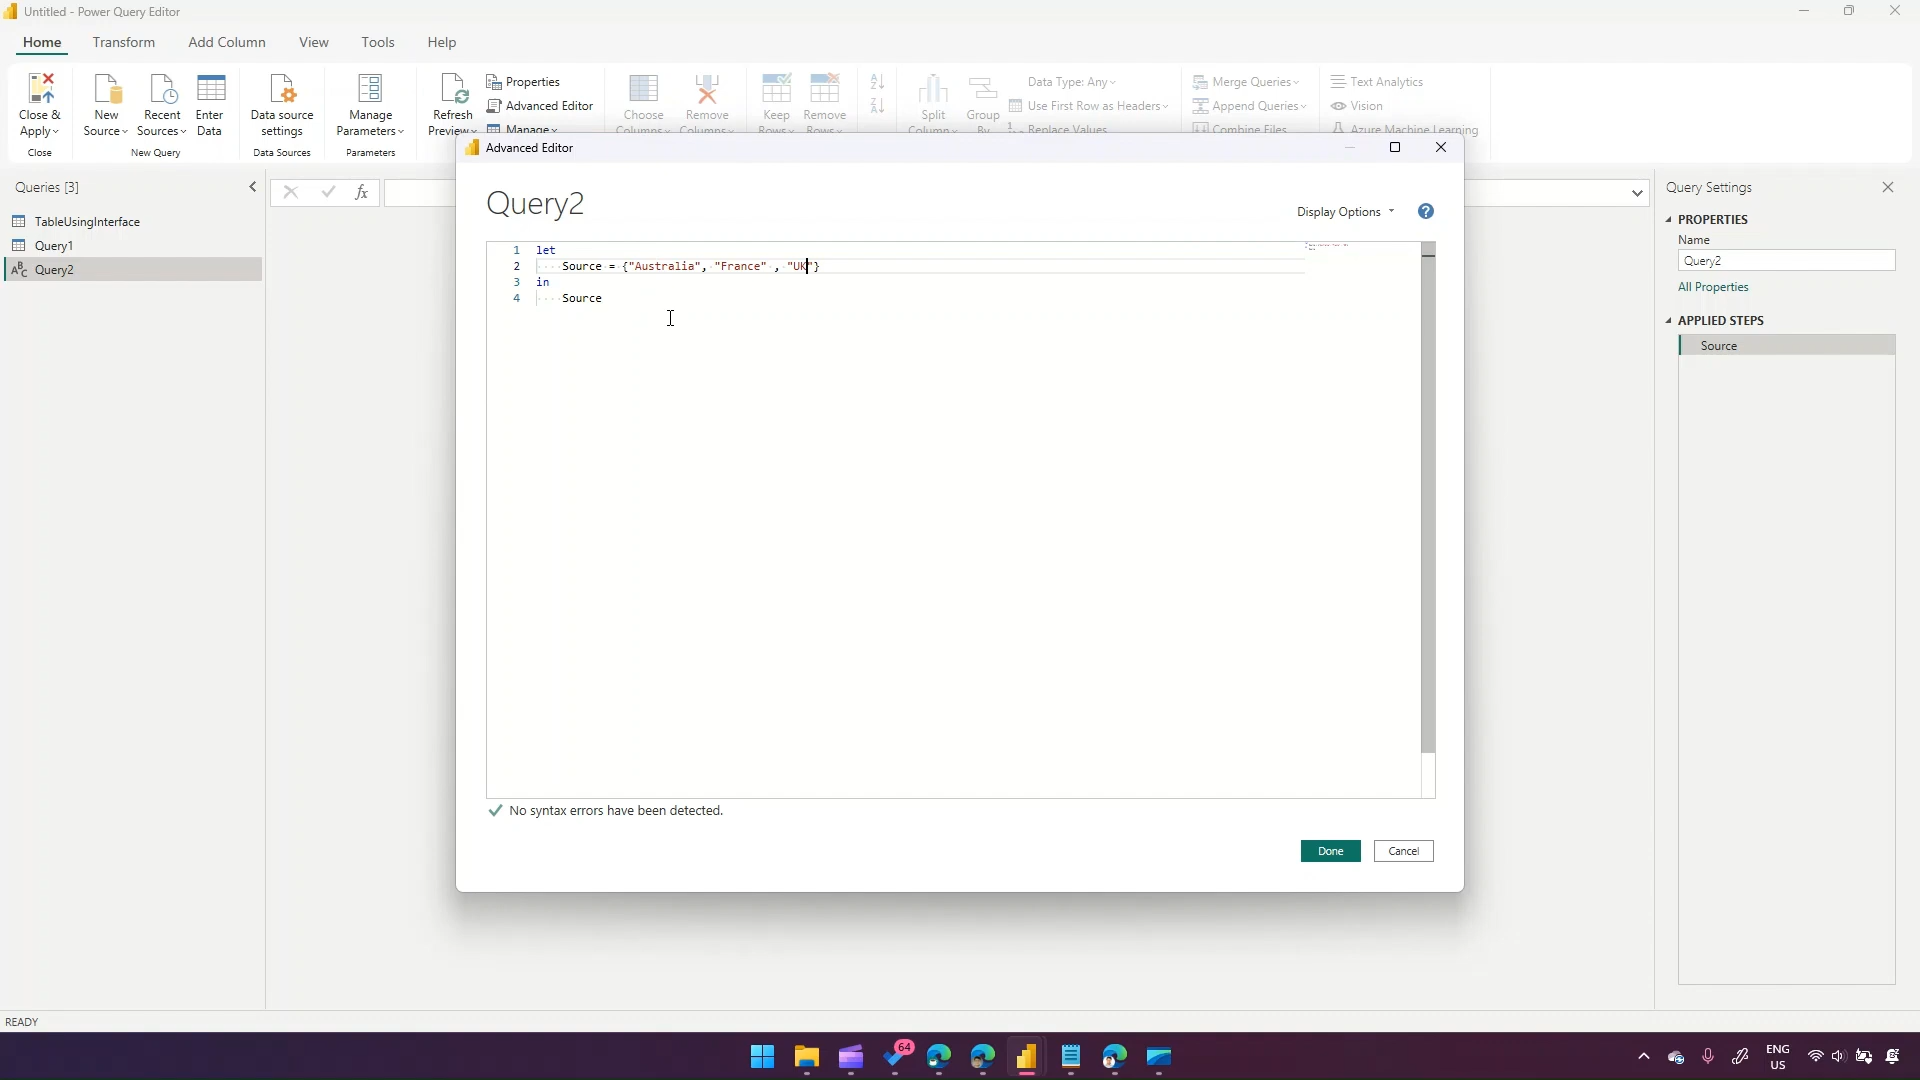 Untitled - Power Query Editor
Home Transform Add Column View Tools Help
Close & Apply
New Source
Recent Sources
Enter Data
Data source settings
Manage Parameters
Refresh Preview
Properties
Advanced Editor
Manage
Choose Columns
Remove Columns
Keep Rows
Remove Rows
Split Column
Group By
Data Type: Any
Use First Row as Headers
Replace Values
Merge Queries
Append Queries
Combine Files
Text Analytics
Vision
Azure Machine Learning
Close
New Query
Data Sources
Parameters
Queries [3]
TableUsingInterface
Query1
ABC Query2
fx
Advanced Editor
Query2
Display Options
?
1 let
2 ····Source·=·{"Australia",·"France"·,·"UK"}
3 in
4 ····Source
No syntax errors have been detected.
Done
Cancel
Query Settings
PROPERTIES
Name
Query2
All Properties
APPLIED STEPS
Source
READY
64
ENG
US